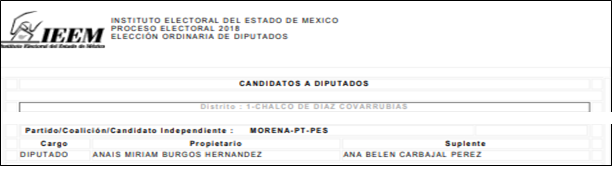 INSTITUTO ELECTORAL DEL ESTADO DE MEXICO
PROCESO ELECTORAL 2018
ELECCIÓN ORDINARIA DE DIPUTADOS
IEEM
Instituto Electoral del Estado de México
CANDIDATOS A DIPUTADOS
Distrito : 1-CHALCO DE DIAZ COVARRUBIAS
Partido/Coalición/Candidato Independiente : MORENA-PT-PES
Cargo Propietario Suplente
DIPUTADO ANAIS MIRIAM BURGOS HERNANDEZ ANA BELEN CARBAJAL PEREZ